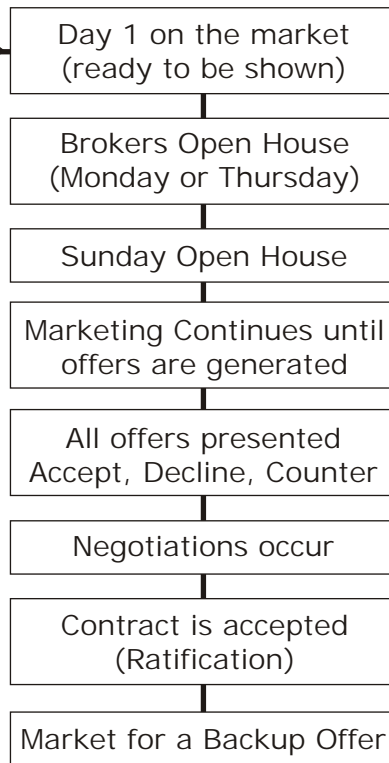 Day 1 on the market
(ready to be shown)
Brokers Open House
(Monday or Thursday)
Sunday Open House
Marketing Continues until
offers are generated
All offers presented
Accept, Decline, Counter
Negotiations occur
Contract is accepted
(Ratification)
Market for a Backup Offer